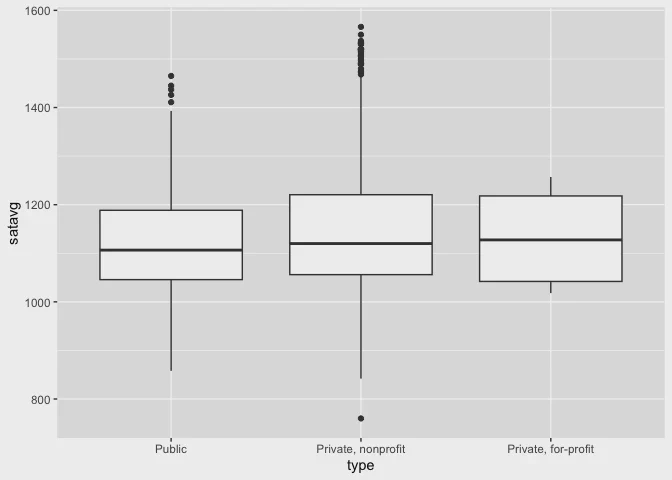 1600
1400
1200
1000
800
satavg
Public
Private, nonprofit
Private, for-profit
type